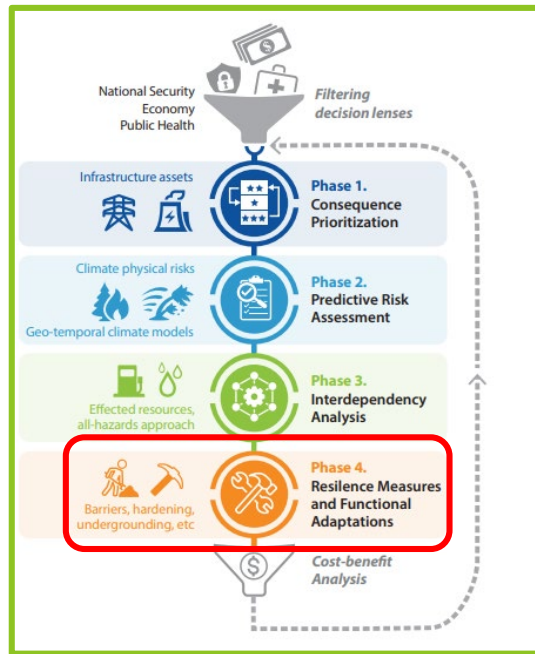 National Security
Economy
Public Health
Filtering
decision lenses
$
Infrastructure assets
Phase 1.
Consequence
Prioritization
Climate physical risks
Geo-temporal climate models
Phase 2.
Predictive Risk
Assessment
Effected resources,
all-hazards approach
Phase 3.
Interdependency
Analysis
Barriers, hardening,
undergrounding, etc
Phase 4.
Resilence Measures
and Functional
Adaptations
$
Cost-benefit
Analysis